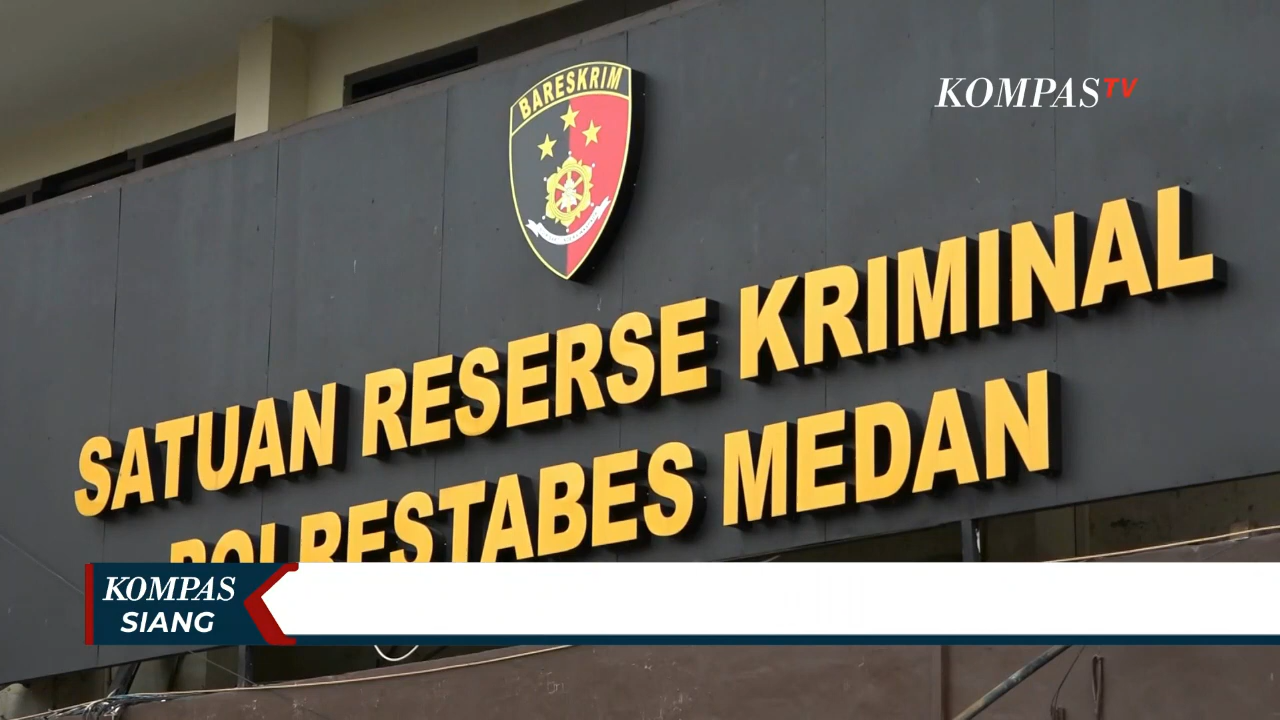 KOMPASTV
BARESKRIM
SATUAN RESERSE KRIMINAL
POLRESTABES MEDAN
KOMPAS
SIANG